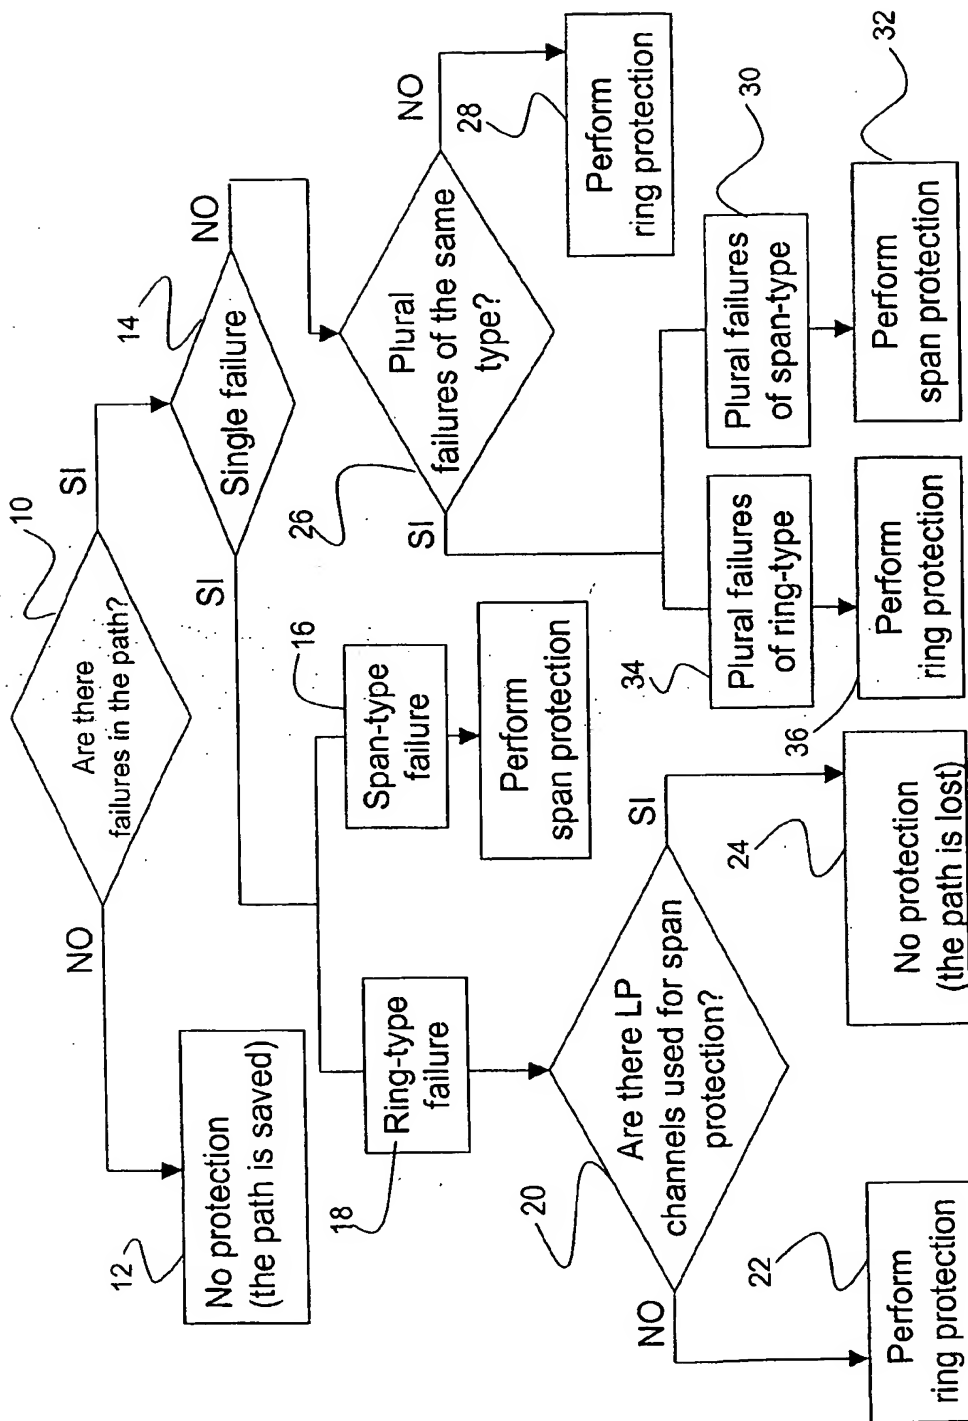 10
Are there
failures in the path?
NO
SI
12
No protection
(the path is saved)
14
Single failure
SI
NO
16
Span-type
failure
Perform
span protection
18
Ring-type
failure
20
Are there LP
channels used for span
protection?
NO
SI
22
Perform
ring protection
24
No protection
(the path is lost)
26
Plural
failures of the same
type?
SI
NO
28
Perform
ring protection
30
Plural failures
of span-type
32
Perform
span protection
34
Plural failures
of ring-type
36
Perform
ring protection